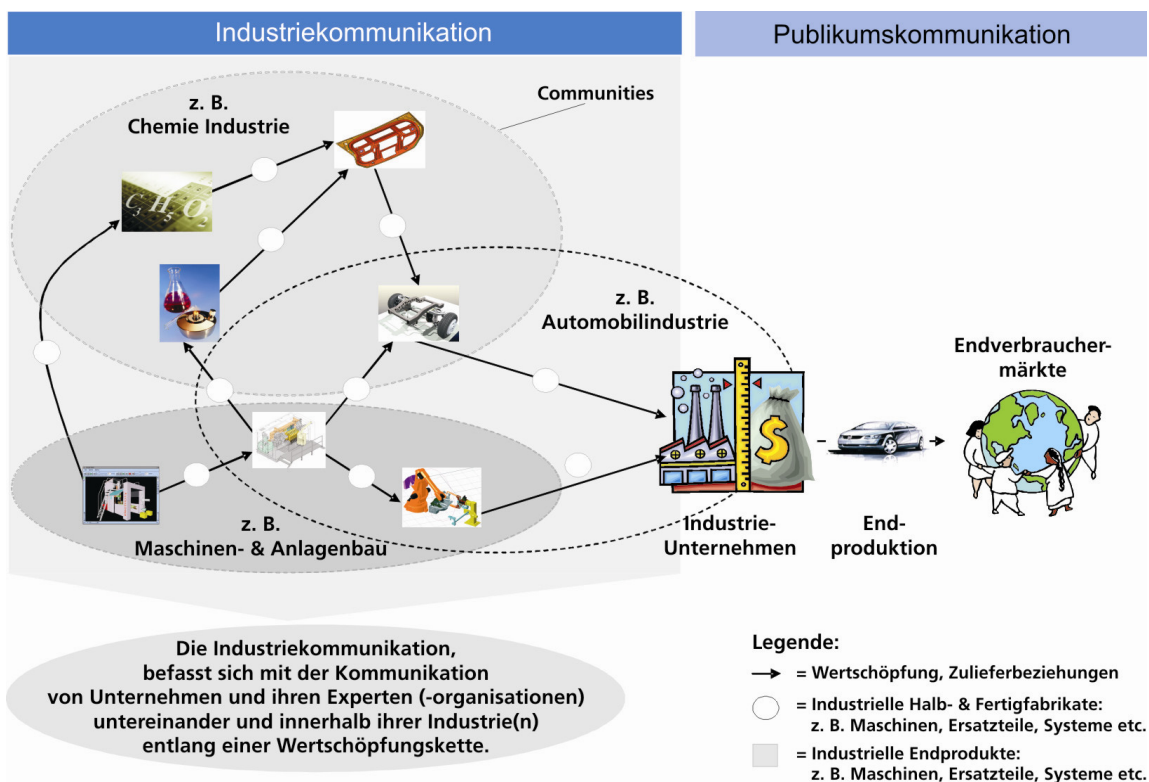 Industriekommunikation
Publikumskommunikation
z. B.
Chemie Industrie
Communities
C3H5O2
z. B.
Automobilindustrie
Endverbraucher-
märkte
$
z. B.
Maschinen- & Anlagenbau
Industrie-
Unternehmen
End-
produktion
Die Industriekommunikation,
befasst sich mit der Kommunikation
von Unternehmen und ihren Experten (-organisationen)
untereinander und innerhalb ihrer Industrie(n)
entlang einer Wertschöpfungskette.
Legende:
= Wertschöpfung, Zulieferbeziehungen
= Industrielle Halb- & Fertigfabrikate:
z. B. Maschinen, Ersatzteile, Systeme etc.
= Industrielle Endprodukte:
z. B. Maschinen, Ersatzteile, Systeme etc.